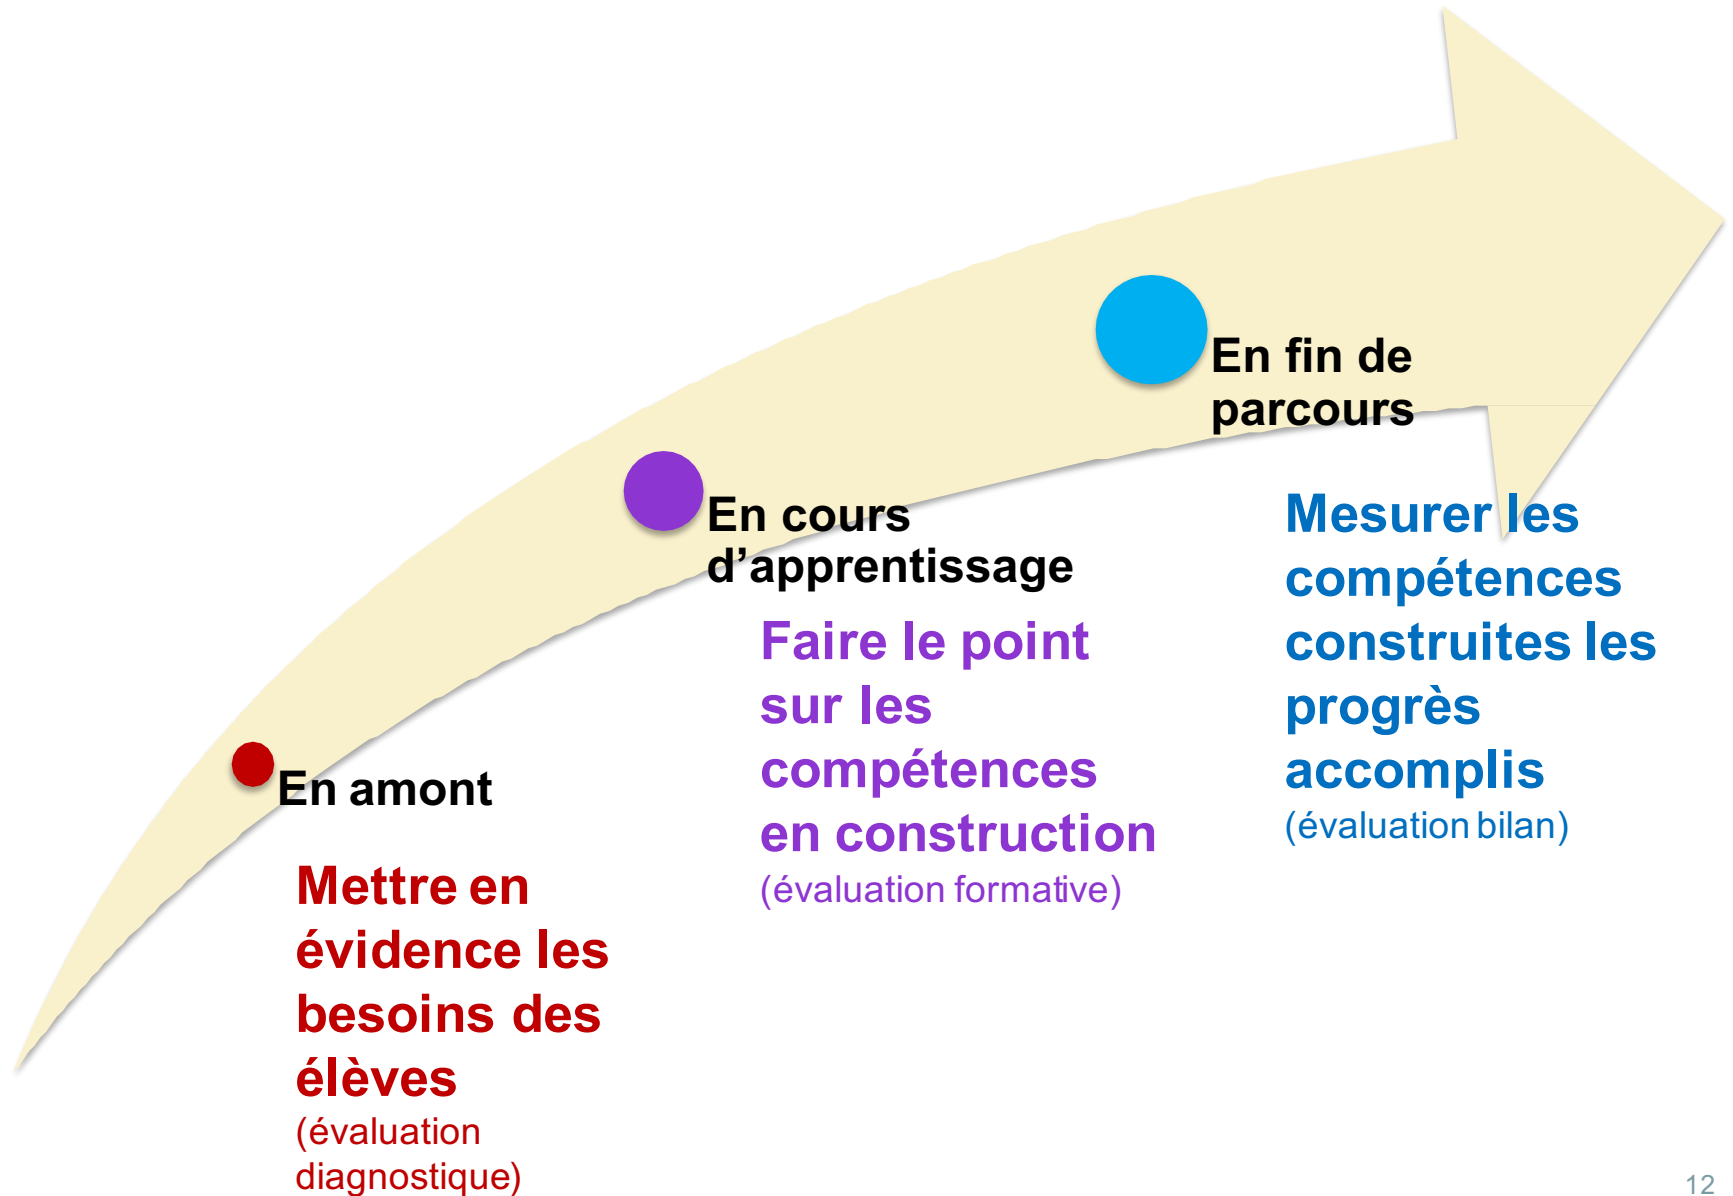 En amont
Mettre en
évidence les
besoins des
élèves
(évaluation
diagnostique)
En cours
d’apprentissage
Faire le point
sur les
compétences
en construction
(évaluation formative)
En fin de
parcours
Mesurer les
compétences
construites les
progrès
accomplis
(évaluation bilan)
12